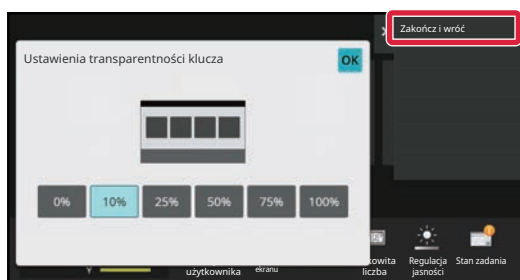 Zakończ i wróć
Ustawienia transparentności klucza
OK
0% 10% 25% 50% 75% 100%
Y użytkownika ekranu liczba
Regulacja jasności
Stan zadania